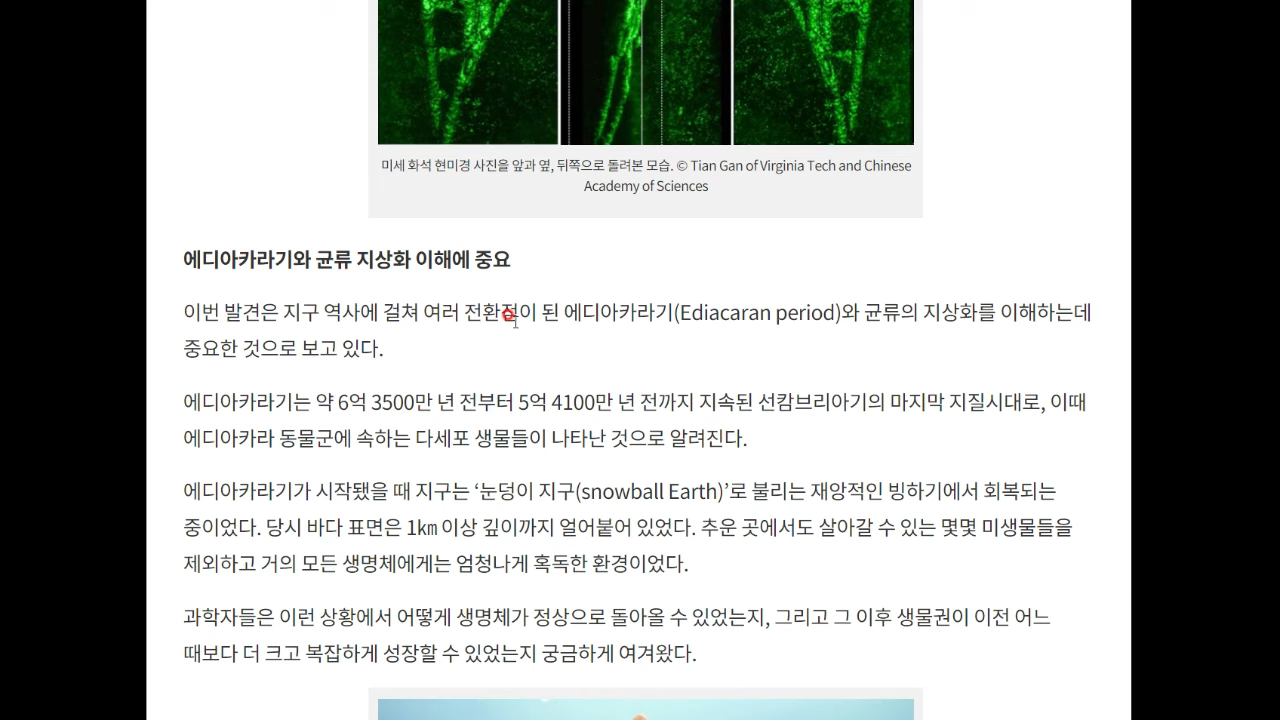 미세 화석 현미경 사진을 앞과 옆, 뒤쪽으로 돌려본 모습. © Tian Gan of Virginia Tech and Chinese
Academy of Sciences
에디아카라기와 균류 지상화 이해에 중요
이번 발견은 지구 역사에 걸쳐 여러 전환점이 된 에디아카라기(Ediacaran period)와 균류의 지상화를 이해하는데
중요한 것으로 보고 있다.
에디아카라기는 약 6억 3500만 년 전부터 5억 4100만 년 전까지 지속된 선캄브리아기의 마지막 지질시대로, 이때
에디아카라 동물군에 속하는 다세포 생물들이 나타난 것으로 알려진다.
에디아카라기가 시작됐을 때 지구는 ‘눈덩이 지구(snowball Earth)’로 불리는 재앙적인 빙하기에서 회복되는
중이었다. 당시 바다 표면은 1㎞ 이상 깊이까지 얼어붙어 있었다. 추운 곳에서도 살아갈 수 있는 몇몇 미생물들을
제외하고 거의 모든 생명체에게는 엄청나게 혹독한 환경이었다.
과학자들은 이런 상황에서 어떻게 생명체가 정상으로 돌아올 수 있었는지, 그리고 그 이후 생물권이 이전 어느
때보다 더 크고 복잡하게 성장할 수 있었는지 궁금하게 여겨왔다.